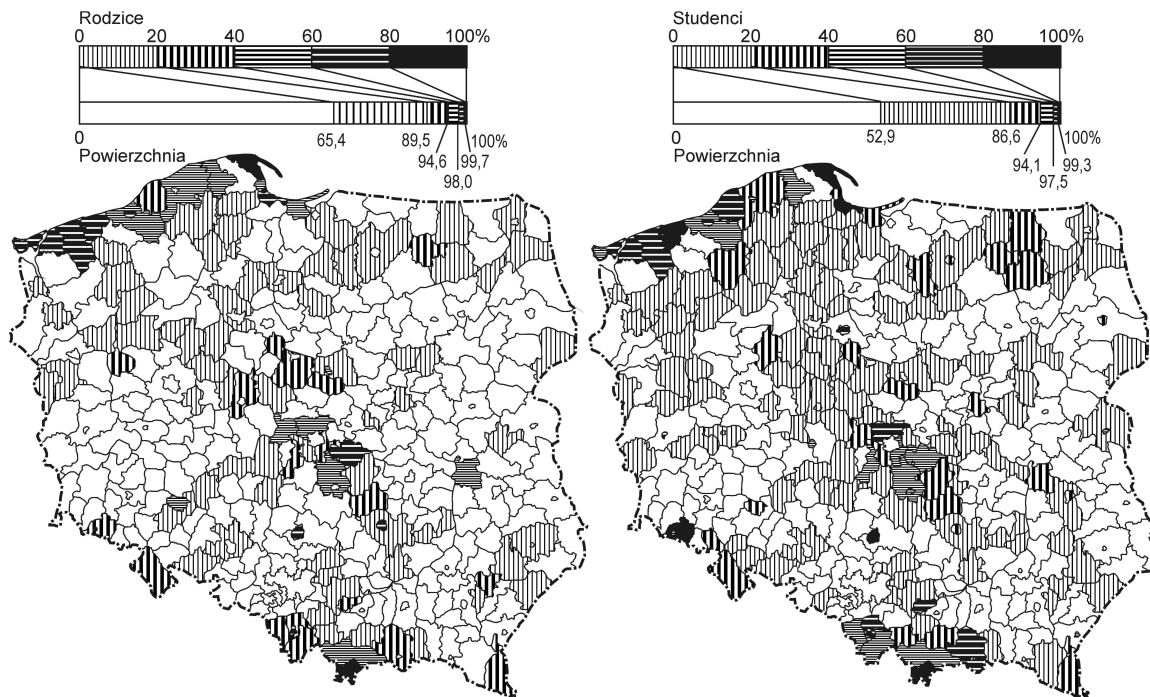 Rodzice
0 20 40 60 80 100%
0 65,4 89,5 100%
94,6 99,7
98,0
Powierzchnia
Studenci
0 20 40 60 80 100%
0 52,9 86,6 100%
94,1 99,3
97,5
Powierzchnia